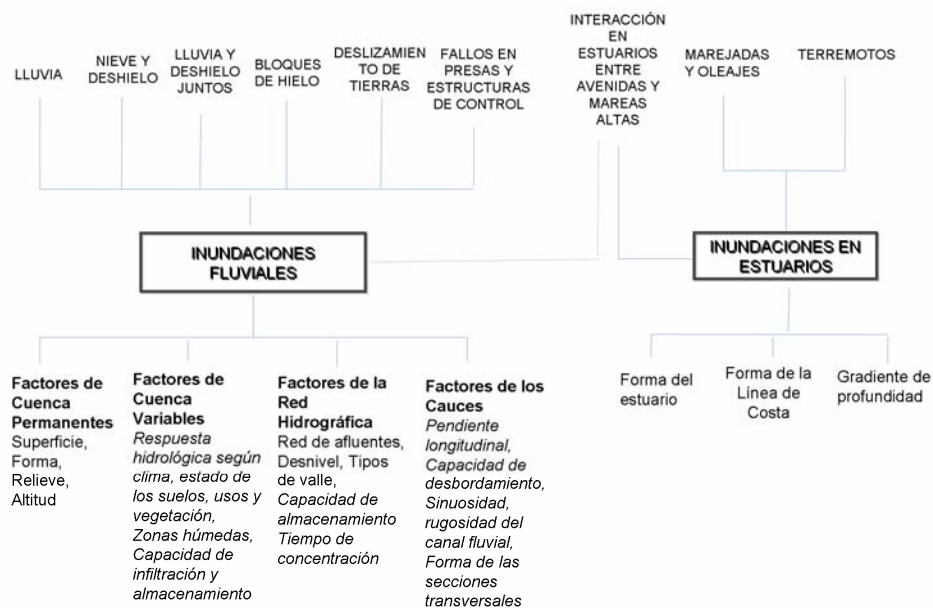 LLUVIA
NIEVE Y
DESHIELO
LLUVIA Y
DESHIELO
JUNTOS
BLOQUES
DE HIELO
DESLIZAMIEN
TO DE
TIERRAS
FALLOS EN
PRESAS Y
ESTRUCTURAS
DE CONTROL
INTERACCIÓN
EN
ESTUARIOS
ENTRE
AVENIDAS Y
MAREAS
ALTAS
MAREJADAS
Y OLEAJES
TERREMOTOS
INUNDACIONES
FLUVIALES
INUNDACIONES EN
ESTUARIOS
Factores de
Cuenca
Permanentes
Superficie,
Forma,
Relieve,
Altitud
Factores de
Cuenca
Variables
Respuesta
hidrológica según
clima, estado de
los suelos, usos y
vegetación,
Zonas húmedas,
Capacidad de
infiltración y
almacenamiento
Factores de la
Red
Hidrográfica
Red de afluentes,
Desnivel, Tipos
de valle,
Capacidad de
almacenamiento
Tiempo de
concentración
Factores de los
Cauces
Pendiente
longitudinal,
Capacidad de
desbordamiento,
Sinuosidad,
rugosidad del
canal fluvial,
Forma de las
secciones
transversales
Forma del
estuario
Forma de la
Línea de
Costa
Gradiente de
profundidad